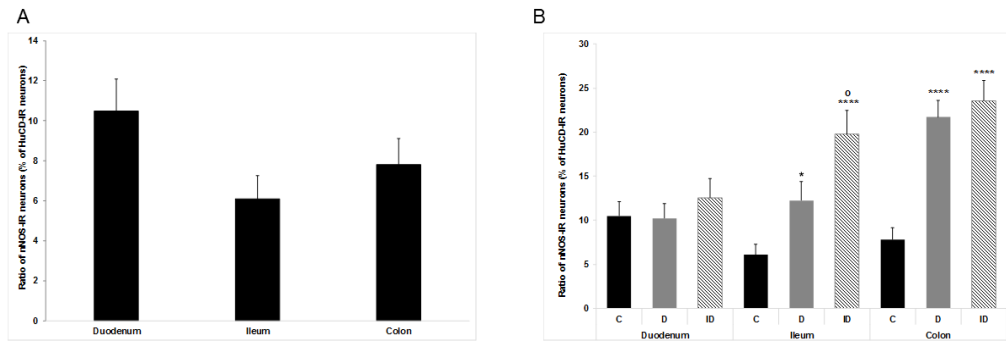 A
Ratio of nNOS-IR neurons (% of HuCD-IR neurons)
14
12
10
8
6
4
2
0
Duodenum Ileum Colon
B
Ratio of nNOS-IR neurons (% of HuCD-IR neurons)
30
25
20
15
10
5
0
o
****
*
****
****
C D ID C D ID C D ID
Duodenum Ileum Colon